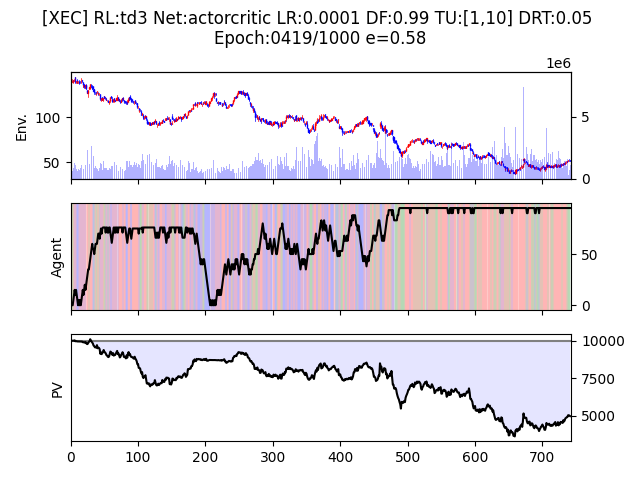 [XEC] RL:td3 Net:actorcritic LR:0.0001 DF:0.99 TU:[1,10] DRT:0.05
Epoch:0419/1000 e=0.58
1e6
Env.
100
50
5
0
Agent
50
0
PV
10000
7500
5000
0 100 200 300 400 500 600 700